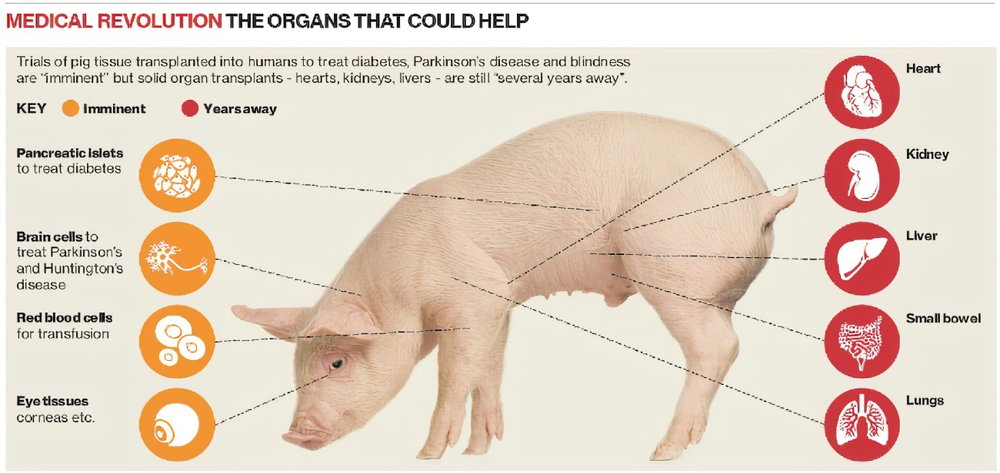 MEDICAL REVOLUTION THE ORGANS THAT COULD HELP
Trials of pig tissue transplanted into humans to treat diabetes, Parkinson's disease and blindness
are "imminent" but solid organ transplants - hearts, kidneys, livers - are still "several years away".
KEY Imminent Years away
Pancreatic islets
to treat diabetes
Brain cells to
treat Parkinson's
and Huntington's
disease
Red blood cells
for transfusion
Eye tissues
corneas etc.
Heart
Kidney
Liver
Small bowel
Lungs